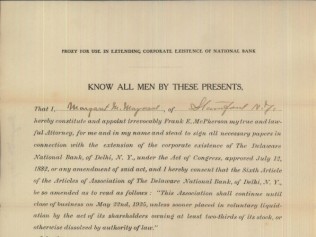 PROXY FOR USE IN EXTENDING CORPORATE EXISTENCE OF NATIONAL BANK
KNOW ALL MEN BY THESE PRESENTS,
That I, Margaret M. Maynard, of Stamford N.Y.
hereby constitute and appoint irrevocably Frank E. McPherson my true and law-
ful Attorney, for me and in my name and stead to sign all necessary papers in
connection with the extension of the corporate existence of The Delaware
National Bank, of Delhi, N. Y., under the Act of Congress, approved July 12,
1882, or any amendment of said act, and I hereby consent that the Sixth Article
of the Articles of Association of The Delaware National Bank, of Delhi, N. Y.,
be so amended to read as follows: "This Association shall continue until
close of business on May 22nd, 1925, unless sooner placed in voluntary liquid-
ation by the act of its shareholders owning at least two-thirds of its stock, or
otherwise dissolved by authority of law."